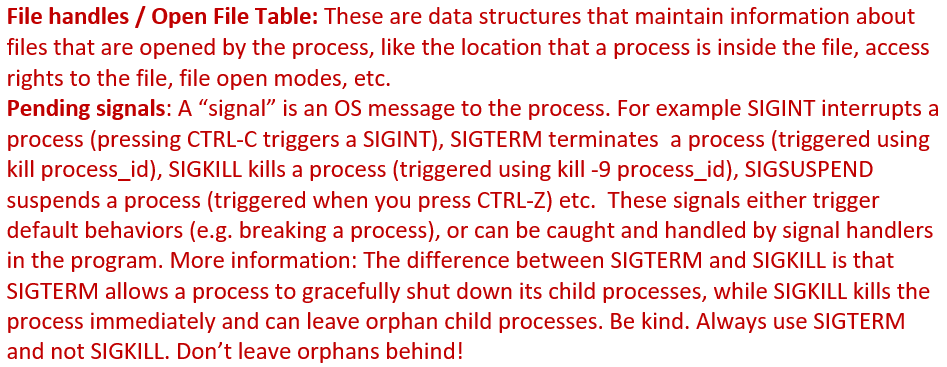 File handles / Open File Table: These are data structures that maintain information about
files that are opened by the process, like the location that a process is inside the file, access
rights to the file, file open modes, etc.
Pending signals: A “signal” is an OS message to the process. For example SIGINT interrupts a
process (pressing CTRL-C triggers a SIGINT), SIGTERM terminates  a process (triggered using
kill process_id), SIGKILL kills a process (triggered using kill -9 process_id), SIGSUSPEND
suspends a process (triggered when you press CTRL-Z) etc.  These signals either trigger
default behaviors (e.g. breaking a process), or can be caught and handled by signal handlers
in the program. More information: The difference between SIGTERM and SIGKILL is that
SIGTERM allows a process to gracefully shut down its child processes, while SIGKILL kills the
process immediately and can leave orphan child processes. Be kind. Always use SIGTERM
and not SIGKILL. Don’t leave orphans behind!